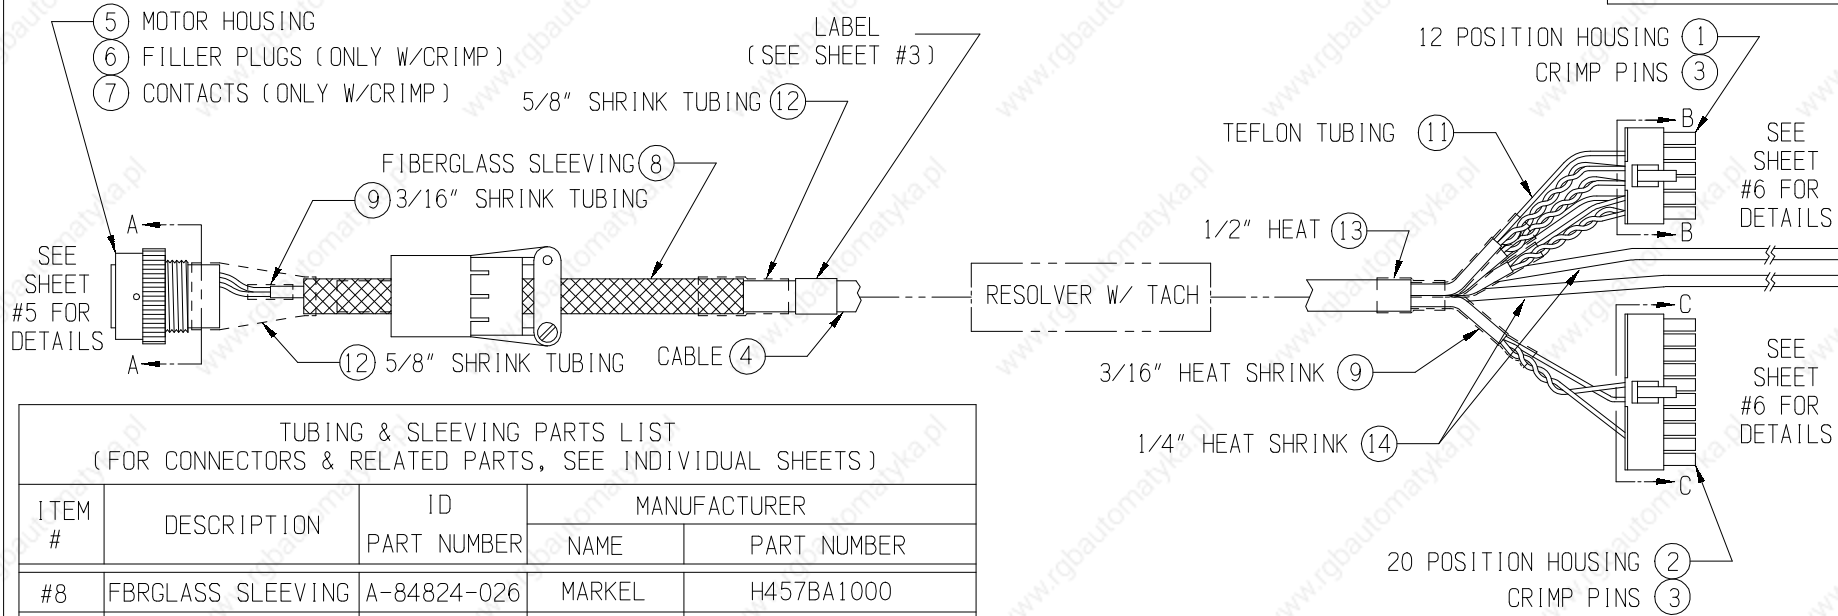 5 MOTOR HOUSING
6 FILLER PLUGS (ONLY W/CRIMP)
7 CONTACTS (ONLY W/CRIMP)
LABEL
(SEE SHEET #3)
5/8" SHRINK TUBING 12
FIBERGLASS SLEEVING 8
9 3/16" SHRINK TUBING
A
SEE
SHEET
#5 FOR
DETAILS
A
12 5/8" SHRINK TUBING
CABLE 4
RESOLVER W/ TACH
12 POSITION HOUSING 1
CRIMP PINS 3
TEFLON TUBING 11
B
SEE
SHEET
#6 FOR
DETAILS
B
1/2" HEAT 13
C
3/16" HEAT SHRINK 9
1/4" HEAT SHRINK 14
SEE
SHEET
#6 FOR
DETAILS
C
20 POSITION HOUSING 2
CRIMP PINS 3
TUBING & SLEEVING PARTS LIST
(FOR CONNECTORS & RELATED PARTS, SEE INDIVIDUAL SHEETS)
ITEM # DESCRIPTION ID PART NUMBER MANUFACTURER
NAME PART NUMBER
#8 FBRGLASS SLEEVING A-84824-026 MARKEL H457BA1000
www.rgbautomatyka.pl